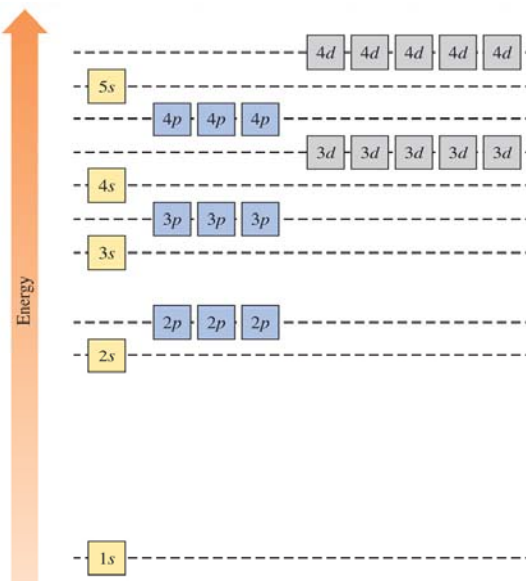 4d 4d 4d 4d 4d
5s
4p 4p 4p
3d 3d 3d 3d 3d
4s
3p 3p 3p
3s
Energy
2p 2p 2p
2s
1s